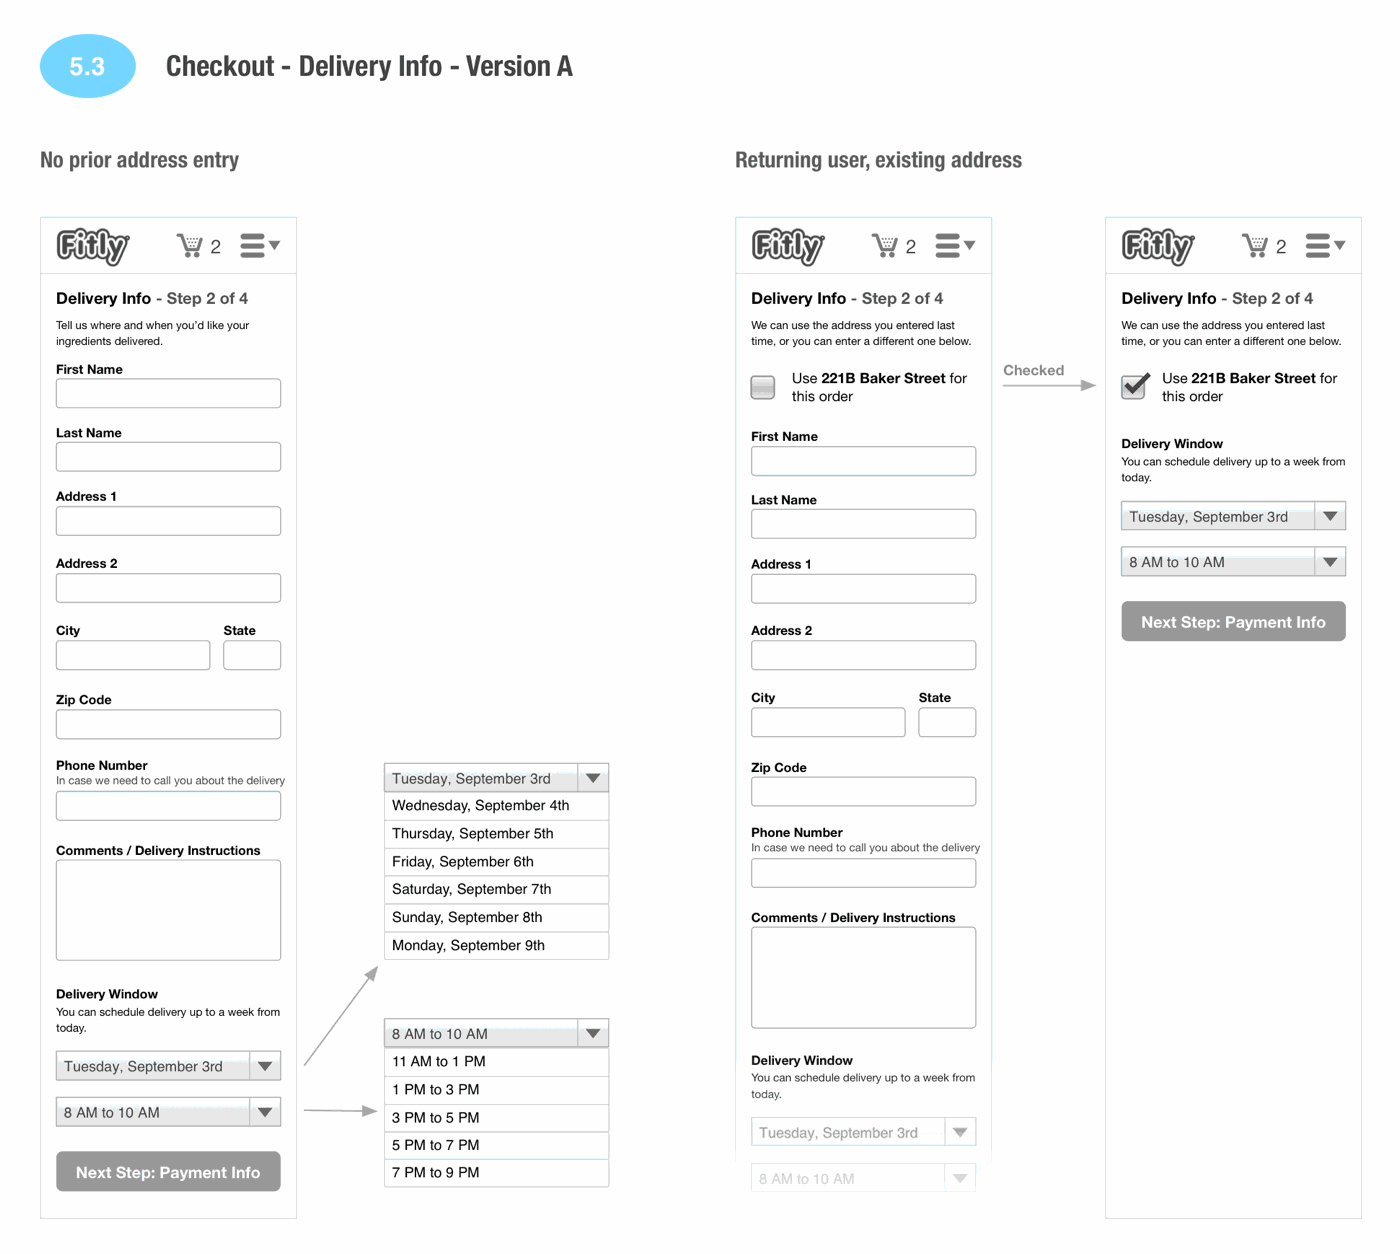 5.3
Checkout - Delivery Info - Version A
No prior address entry
Fitly
2
Delivery Info - Step 2 of 4
Tell us where and when you'd like your
ingredients delivered.
First Name
Last Name
Address 1
Address 2
City
State
Zip Code
Phone Number
In case we need to call you about the delivery
Comments / Delivery Instructions
Delivery Window
You can schedule delivery up to a week from
today.
Tuesday, September 3rd
8 AM to 10 AM
Next Step: Payment Info
Tuesday, September 3rd
Wednesday, September 4th
Thursday, September 5th
Friday, September 6th
Saturday, September 7th
Sunday, September 8th
Monday, September 9th
8 AM to 10 AM
11 AM to 1 PM
1 PM to 3 PM
3 PM to 5 PM
5 PM to 7 PM
7 PM to 9 PM
Returning user, existing address
Fitly
2
Delivery Info - Step 2 of 4
We can use the address you entered last
time, or you can enter a different one below.
Use 221B Baker Street for
this order
First Name
Last Name
Address 1
Address 2
City
State
Zip Code
Phone Number
In case we need to call you about the delivery
Comments / Delivery Instructions
Delivery Window
You can schedule delivery up to a week from
today.
Tuesday, September 3rd
8 AM to 10 AM
Checked
Fitly
2
Delivery Info - Step 2 of 4
We can use the address you entered last
time, or you can enter a different one below.
Use 221B Baker Street for
this order
Delivery Window
You can schedule delivery up to a week from
today.
Tuesday, September 3rd
8 AM to 10 AM
Next Step: Payment Info